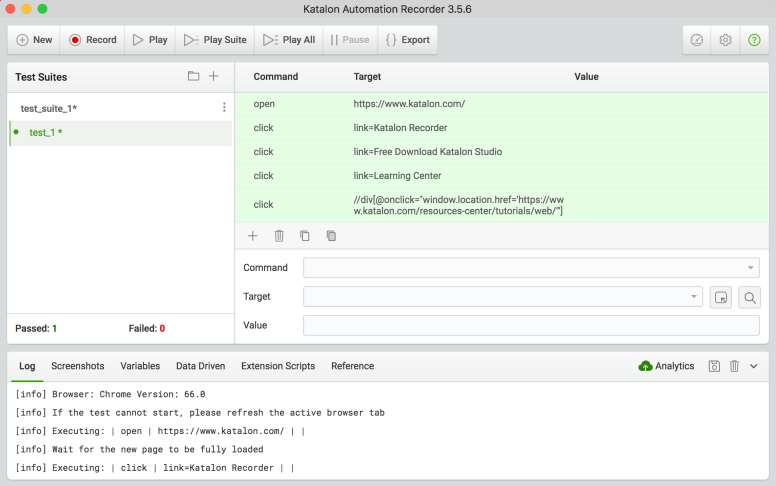 Katalon Automation Recorder 3.5.6
New Record Play Play Suite Play All Pause Export
Test Suites
test_suite_1*
test_1 *
Passed: 1 Failed: 0
Command Target Value
open https://www.katalon.com/
click link=Katalon Recorder
click link=Free Download Katalon Studio
click link=Learning Center
click //div[@onclick="window.location.href='https://ww
w.katalon.com/resources-center/tutorials/web/'"]
Command
Target
Value
Log Screenshots Variables Data Driven Extension Scripts Reference Analytics
[info] Browser: Chrome Version: 66.0
[info] If the test cannot start, please refresh the active browser tab
[info] Executing: | open | https://www.katalon.com/ | |
[info] Wait for the new page to be fully loaded
[info] Executing: | click | link=Katalon Recorder | |